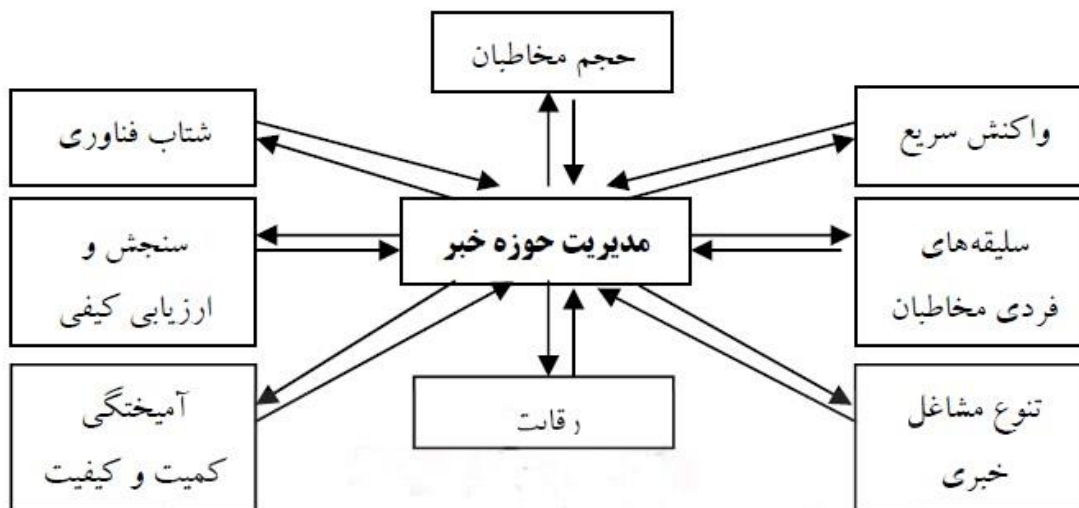 حجم مخاطبان
واکنش سریع
شتاب فناوری
سلیقه‌های
فردی مخاطبان
مدیریت حوزه خبر
سنجش و
ارزیابی کیفی
تنوع مشاغل
خبری
رقابت
آمیختگی
کمیت و کیفیت